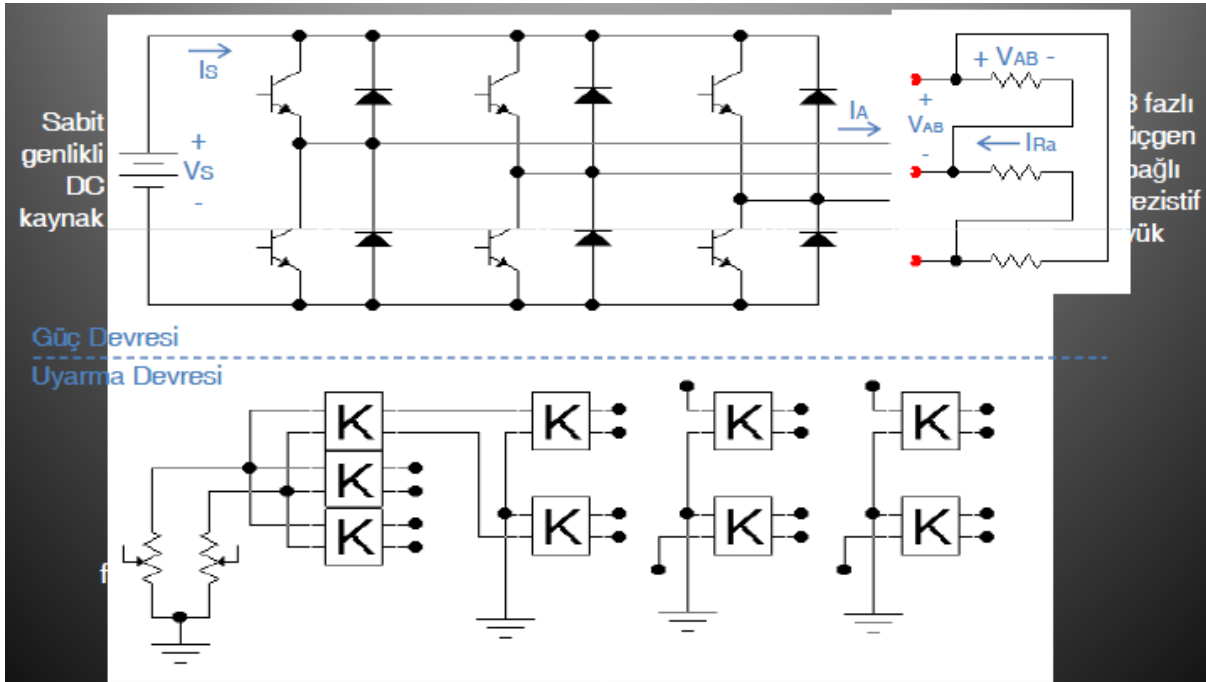 Sabit
genlikli
DC
kaynak
IS
+
Vs
-
IA
+ VAB -
+
VAB
-
IRa
3 fazlı
üçgen
bağlı
rezistif
yük
Güç Devresi
Uyarma Devresi
K
K
K
K
K
K
K
K
K
f